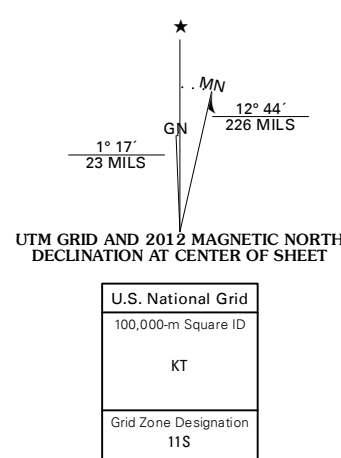 ★
MN
GN
12° 44´
226 MILS
1° 17´
23 MILS
UTM GRID AND 2012 MAGNETIC NORTH
DECLINATION AT CENTER OF SHEET
U.S. National Grid
100,000-m Square ID
KT
Grid Zone Designation
11S